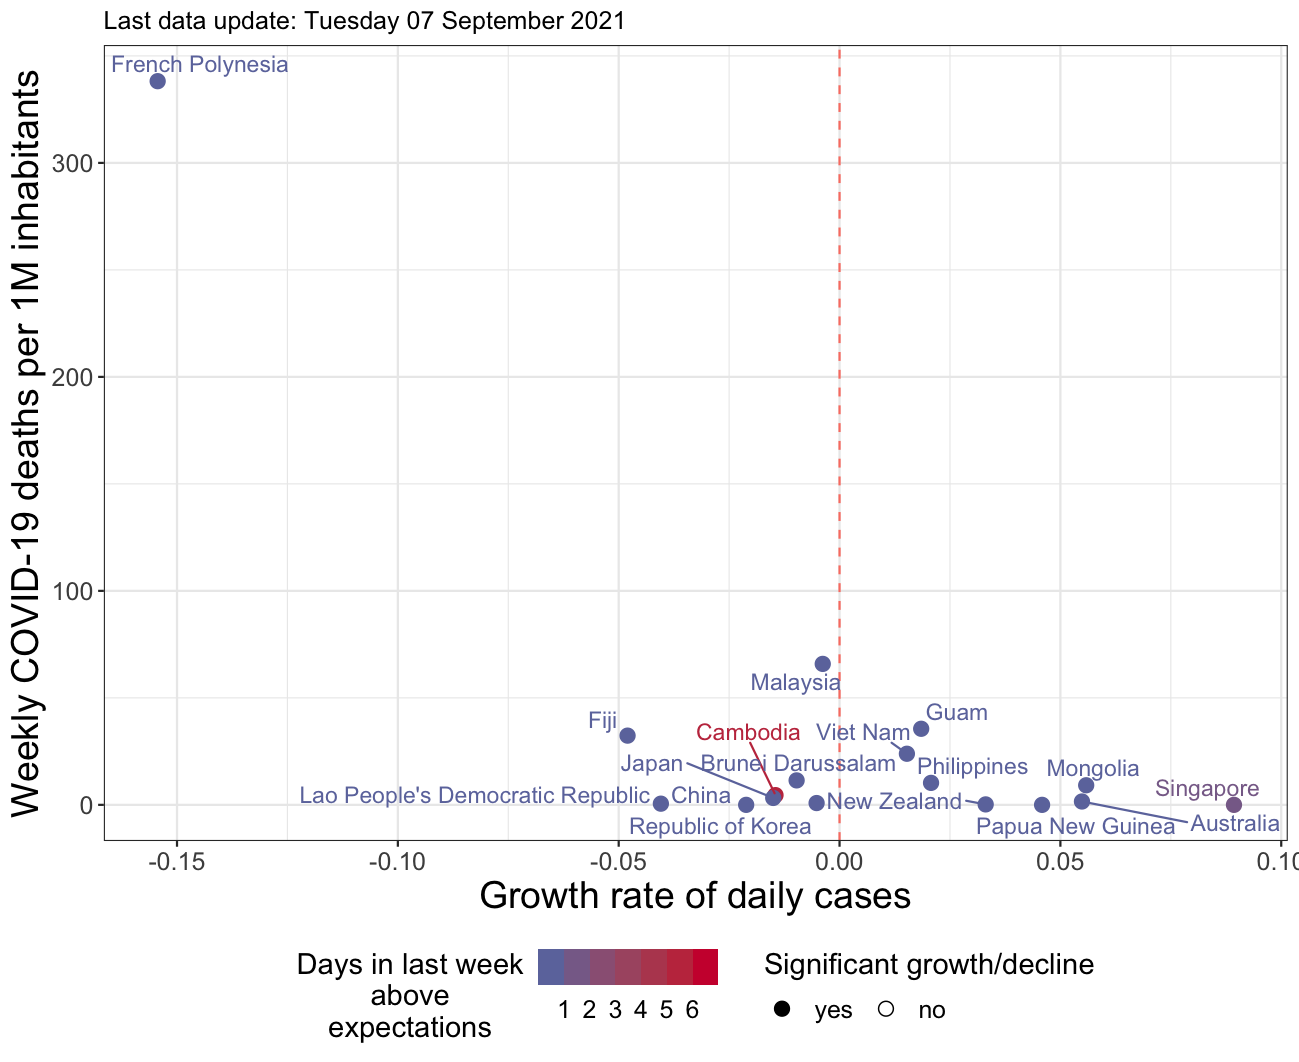 Last data update: Tuesday 07 September 2021
Weekly COVID-19 deaths per 1M inhabitants
300
200
100
0
French Polynesia
Malaysia
Guam
Fiji
Cambodia
Viet Nam
Japan
Brunei Darussalam
Philippines
Mongolia
Singapore
Lao People's Democratic Republic
China
New Zealand
Republic of Korea
Papua New Guinea
Australia
-0.15
-0.10
-0.05
0.00
0.05
0.10
Growth rate of daily cases
Days in last week
above
expectations
1 2 3 4 5 6
Significant growth/decline
yes
no